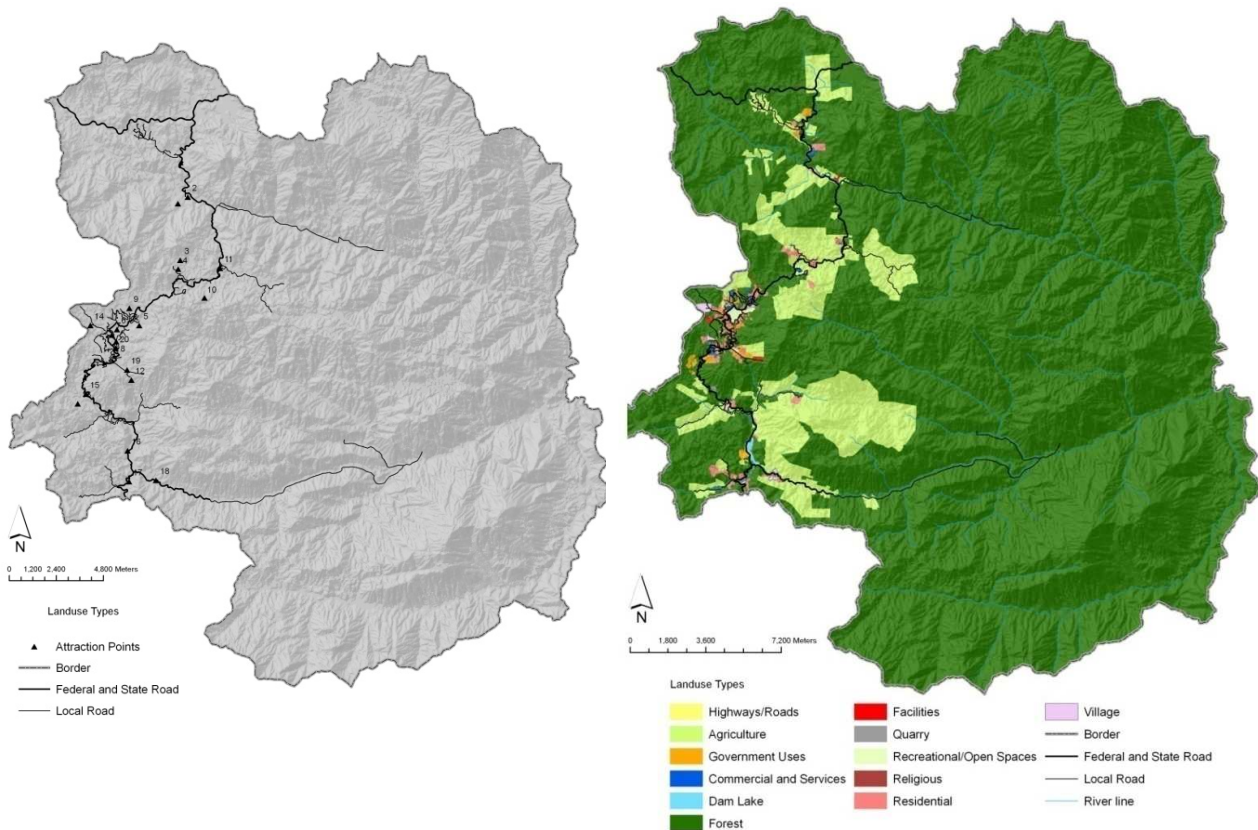 2
3
4
11
10
9
14
5
20
8
19
12
15
18
N
0 1,200 2,400 4,800 Meters
Landuse Types
Attraction Points
Border
Federal and State Road
Local Road
N
0 1,800 3,600 7,200 Meters
Landuse Types
Highways/Roads
Agriculture
Government Uses
Commercial and Services
Dam Lake
Forest
Facilities
Quarry
Recreational/Open Spaces
Religious
Residential
Village
Border
Federal and State Road
Local Road
River line